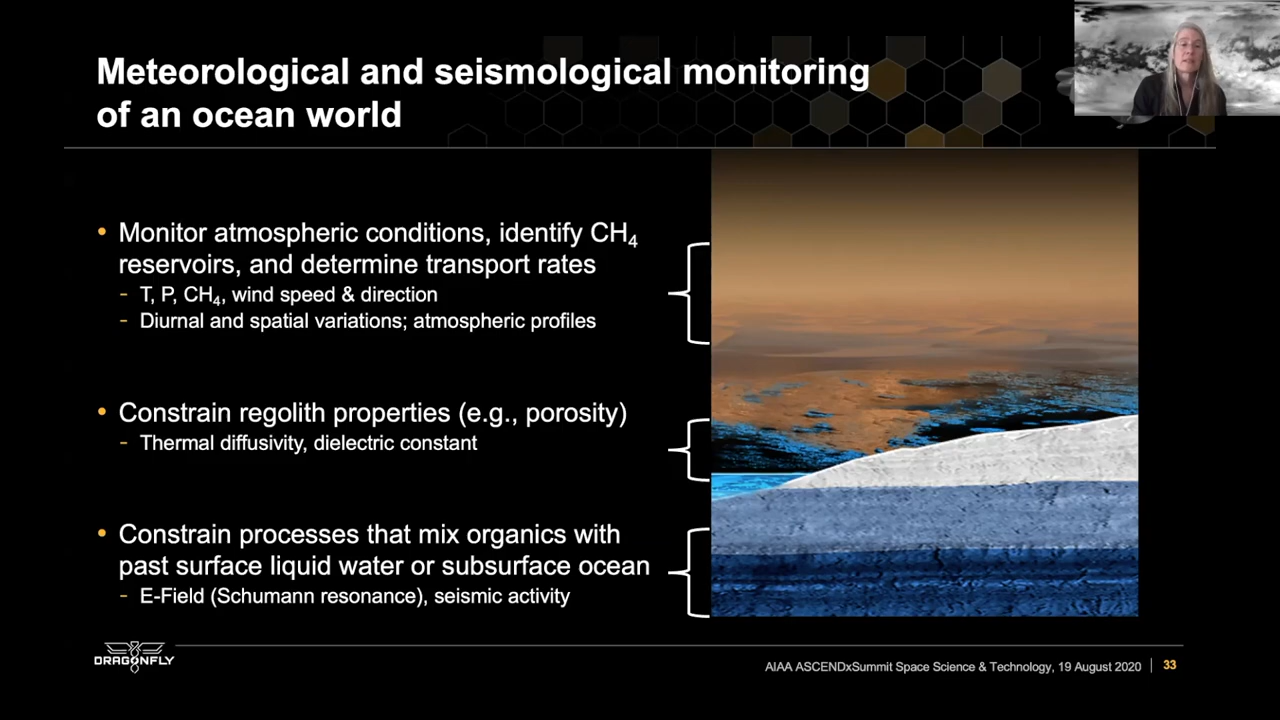 Meteorological and seismological monitoring
of an ocean world
• Monitor atmospheric conditions, identify CH₄
reservoirs, and determine transport rates
- T, P, CH₄, wind speed & direction
- Diurnal and spatial variations; atmospheric profiles
• Constrain regolith properties (e.g., porosity)
- Thermal diffusivity, dielectric constant
• Constrain processes that mix organics with
past surface liquid water or subsurface ocean
- E-Field (Schumann resonance), seismic activity
DRAGONFLY
AIAA ASCENDxSummit Space Science & Technology, 19 August 2020 | 33